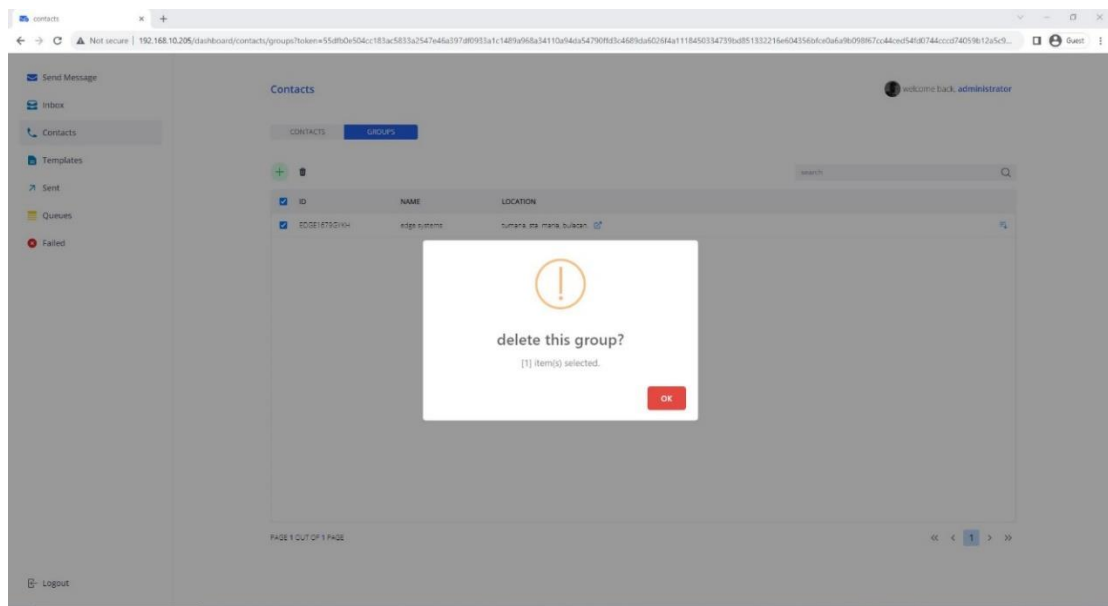 contacts
Not secure | 192.168.10.205/dashboard/contacts/groups?token=
Guest
Send Message
Inbox
Contacts
Templates
Sent
Queues
Failed
Logout
Contacts
welcome back, administrator
CONTACTS GROUPS
search
ID NAME LOCATION
edge systems
delete this group?
[1] item(s) selected.
OK
PAGE 1 OUT OF 1 PAGE
1